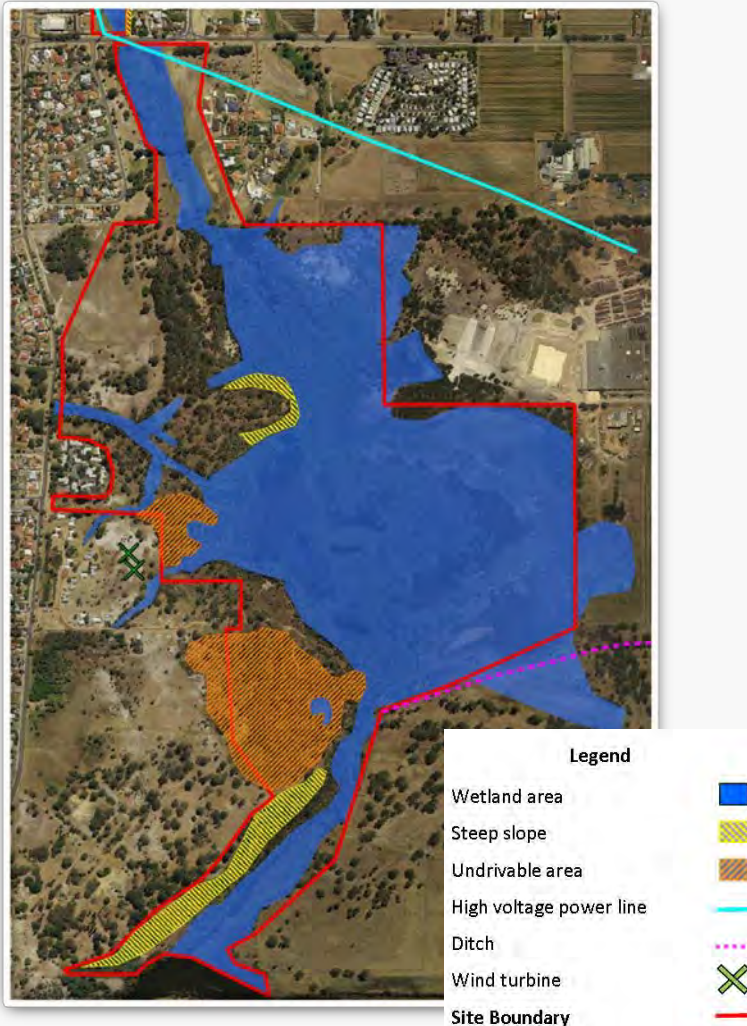 Legend
Wetland area
Steep slope
Undrivable area
High voltage power line
Ditch
Wind turbine
Site Boundary